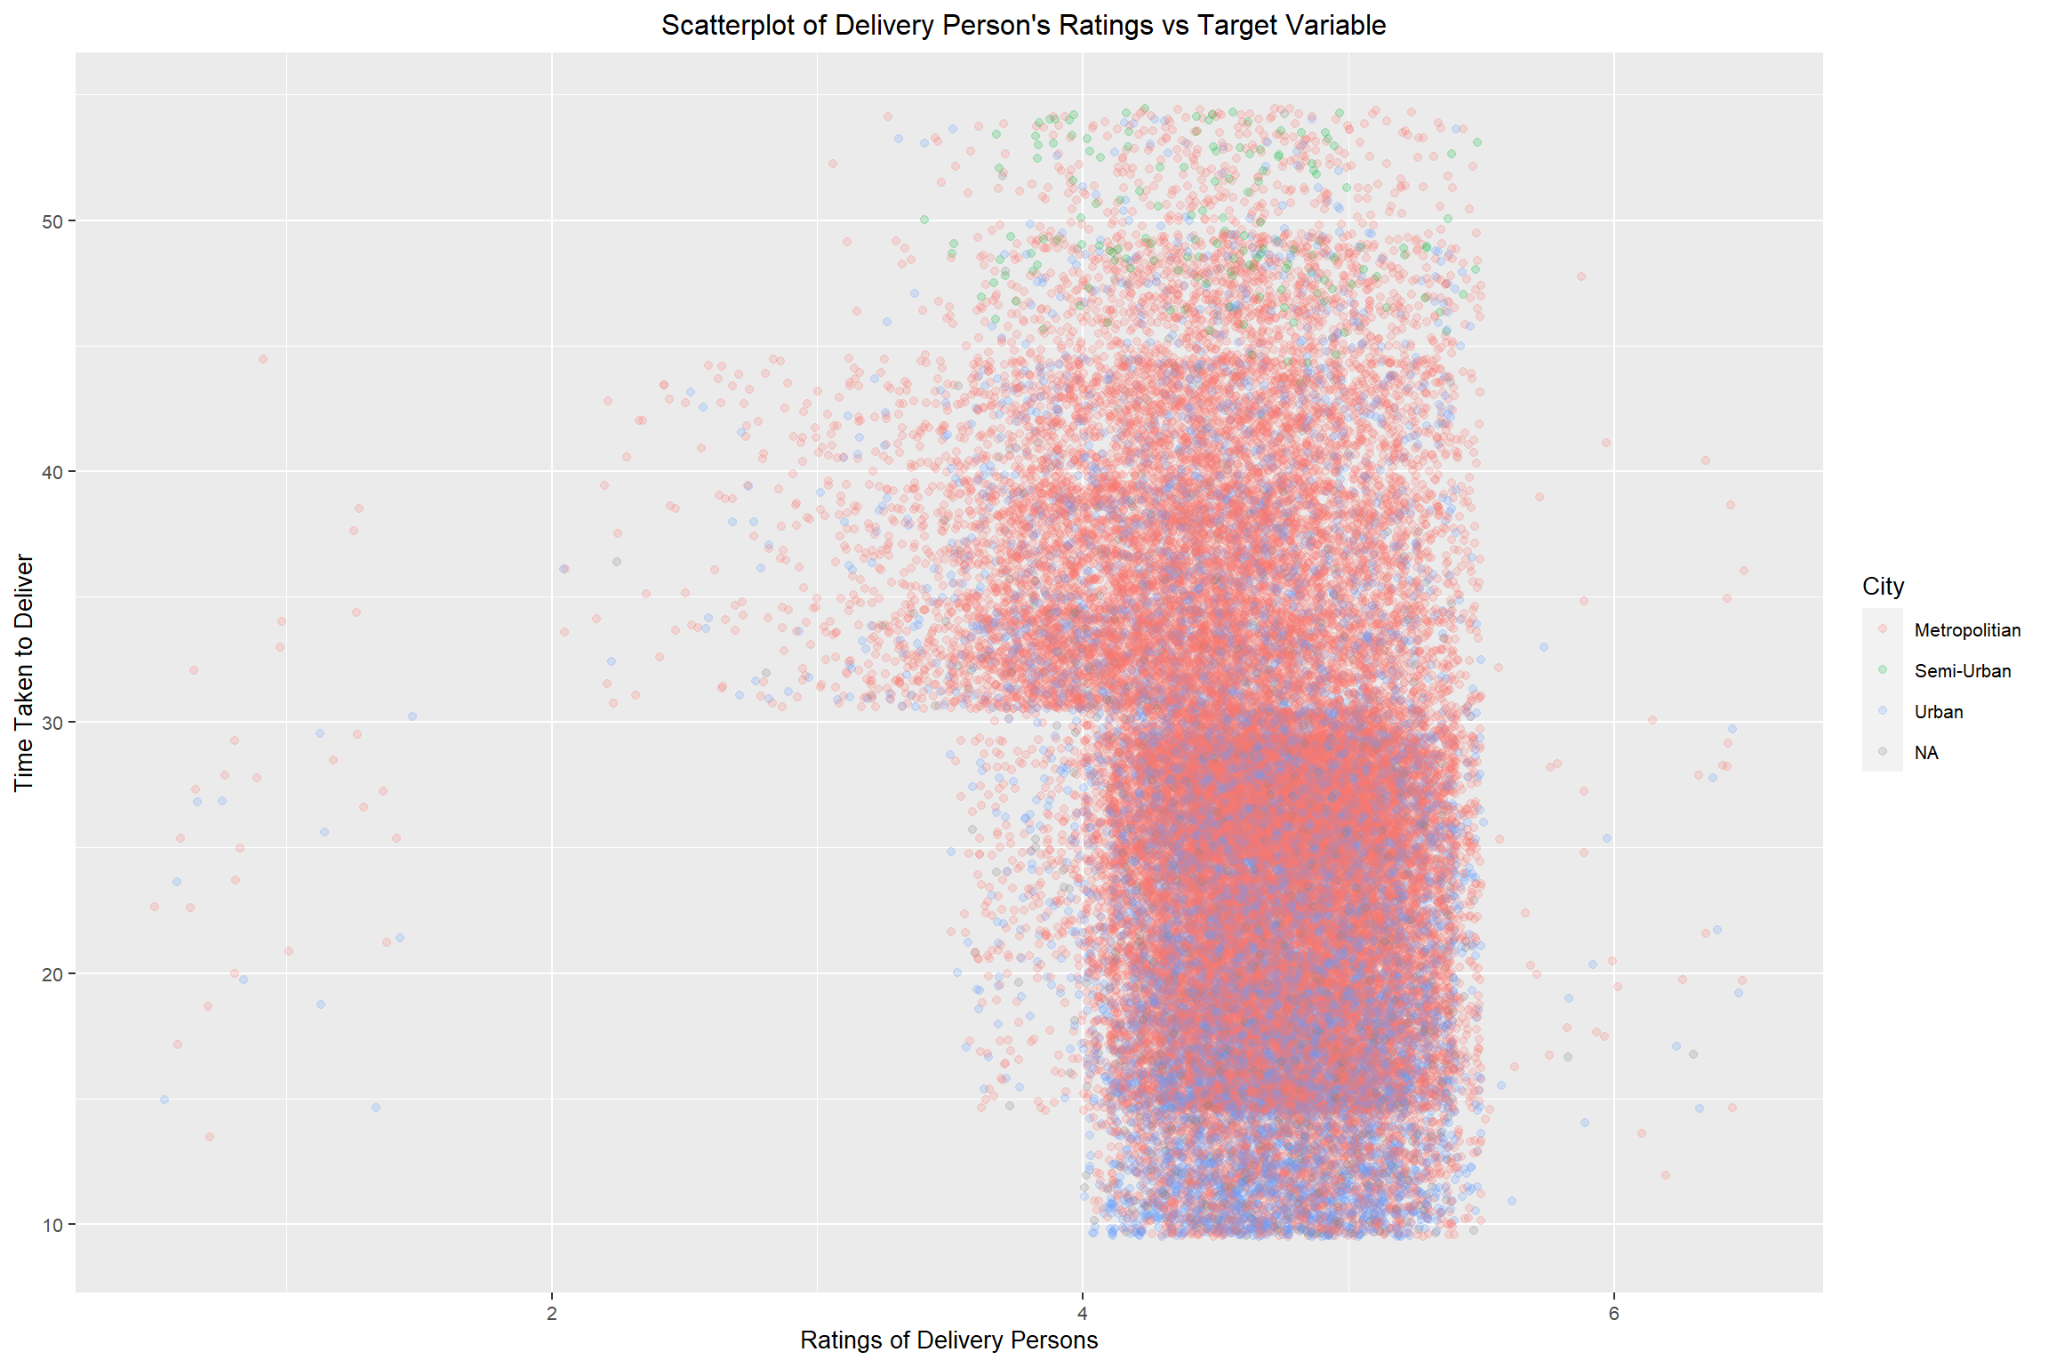 Scatterplot of Delivery Person's Ratings vs Target Variable
Time Taken to Deliver
50
40
30
20
10
2
4
6
Ratings of Delivery Persons
City
Metropolitian
Semi-Urban
Urban
NA